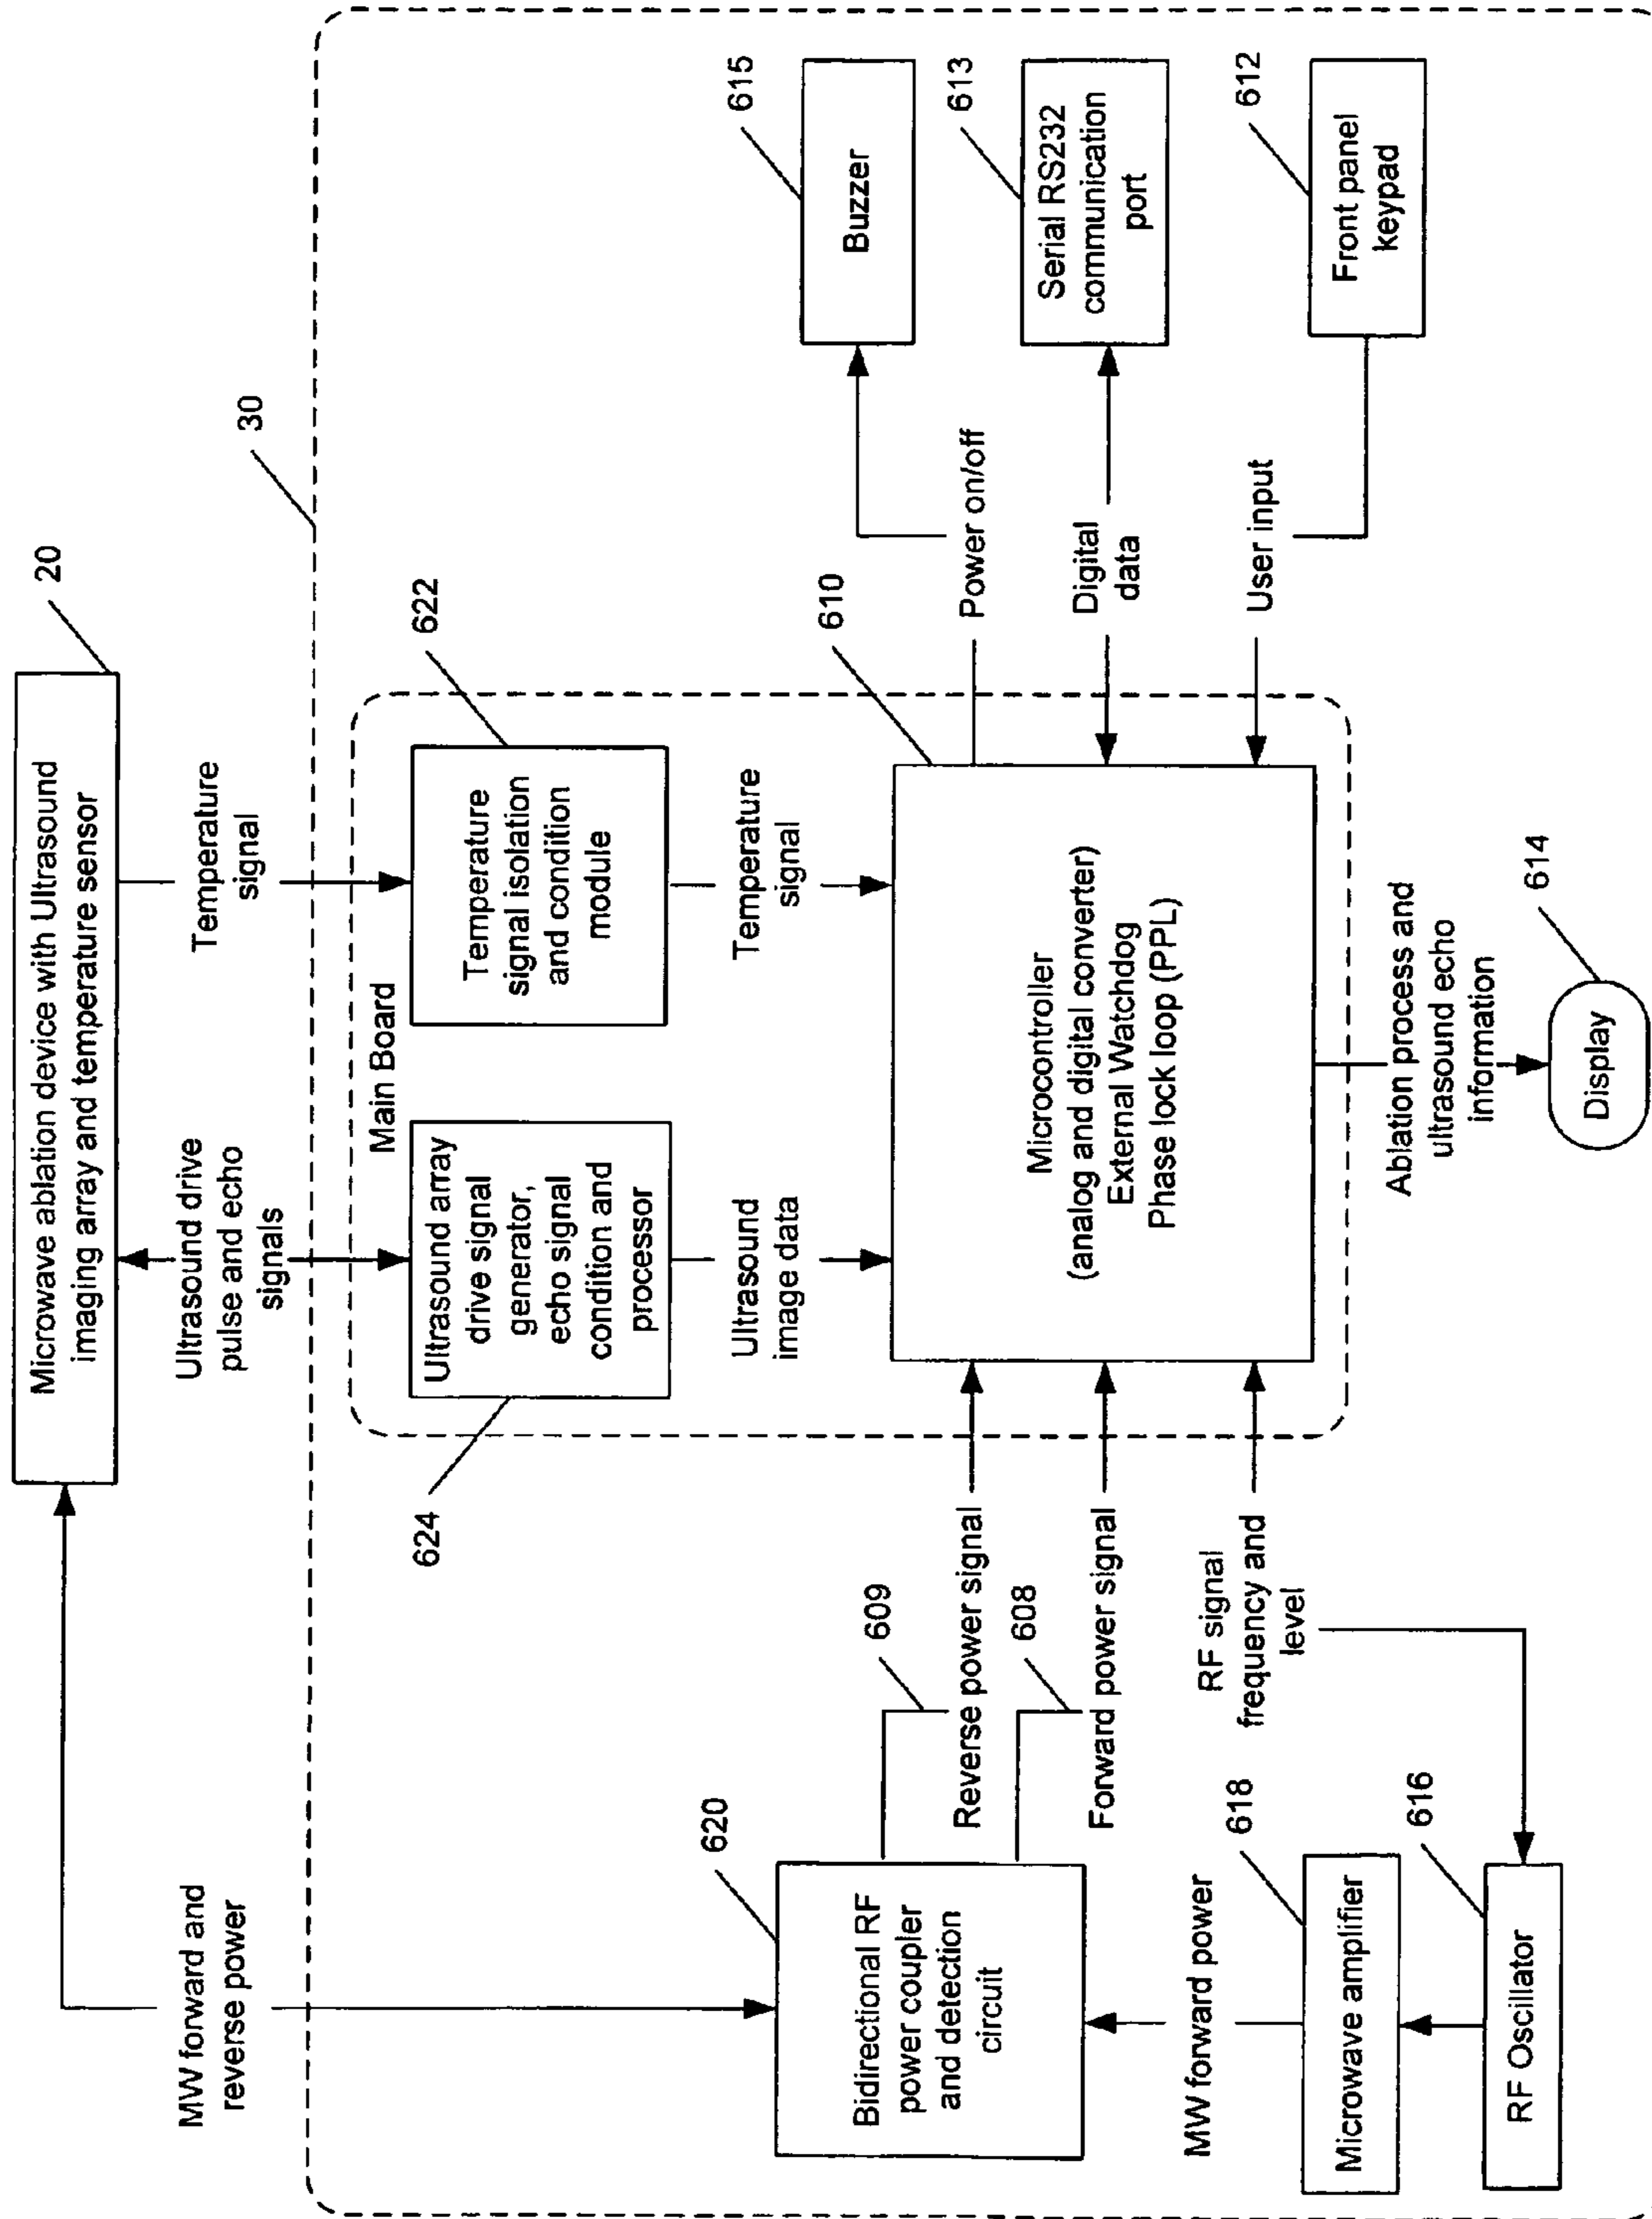 20
Microwave ablation device with Ultrasound
imaging array and temperature sensor
MW forward and
reverse power
Ultrasound drive
pulse and echo
signals
Temperature
signal
30
Main Board
624
Ultrasound array
drive signal
generator,
echo signal
condition and
processor
622
Temperature
signal isolation
and condition
module
Ultrasound
image data
Temperature
signal
620
Bidirectional RF
power coupler
and detection
circuit
609
Reverse power signal
608
Forward power signal
RF signal
frequency and
level
MW forward power
618
Microwave amplifier
616
RF Oscillator
610
Microcontroller
(analog and digital converter)
External Watchdog
Phase lock loop (PPL)
Power on/off
Digital
data
User input
615
Buzzer
613
Serial RS232
communication
port
612
Front panel
keypad
Ablation process and
ultrasound echo
information
614
Display